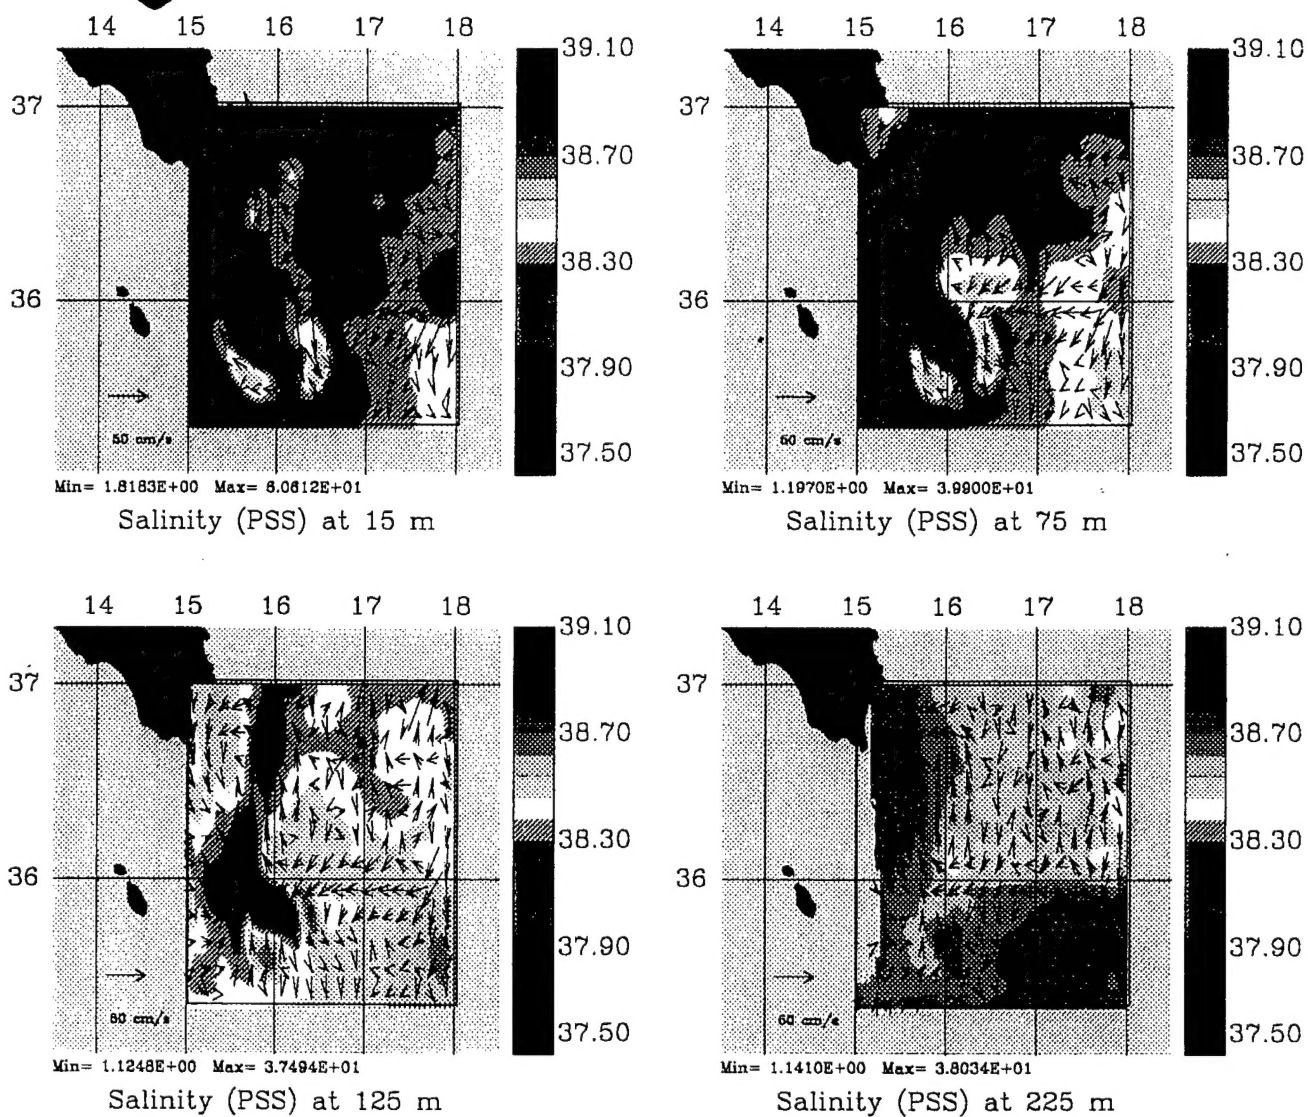 14 15 16 17 18
39.10
37
38.70
38.30
36
37.90
50 cm/s
37.50
Min= 1.8183E+00 Max= 5.0612E+01
Salinity (PSS) at 15 m
14 15 16 17 18
39.10
37
38.70
38.30
36
37.90
50 cm/s
37.50
Min= 1.1970E+00 Max= 3.9900E+01
Salinity (PSS) at 75 m
14 15 16 17 18
39.10
37
38.70
38.30
36
37.90
50 cm/s
37.50
Min= 1.1248E+00 Max= 3.7494E+01
Salinity (PSS) at 125 m
14 15 16 17 18
39.10
37
38.70
38.30
36
37.90
50 cm/s
37.50
Min= 1.1410E+00 Max= 3.8034E+01
Salinity (PSS) at 225 m